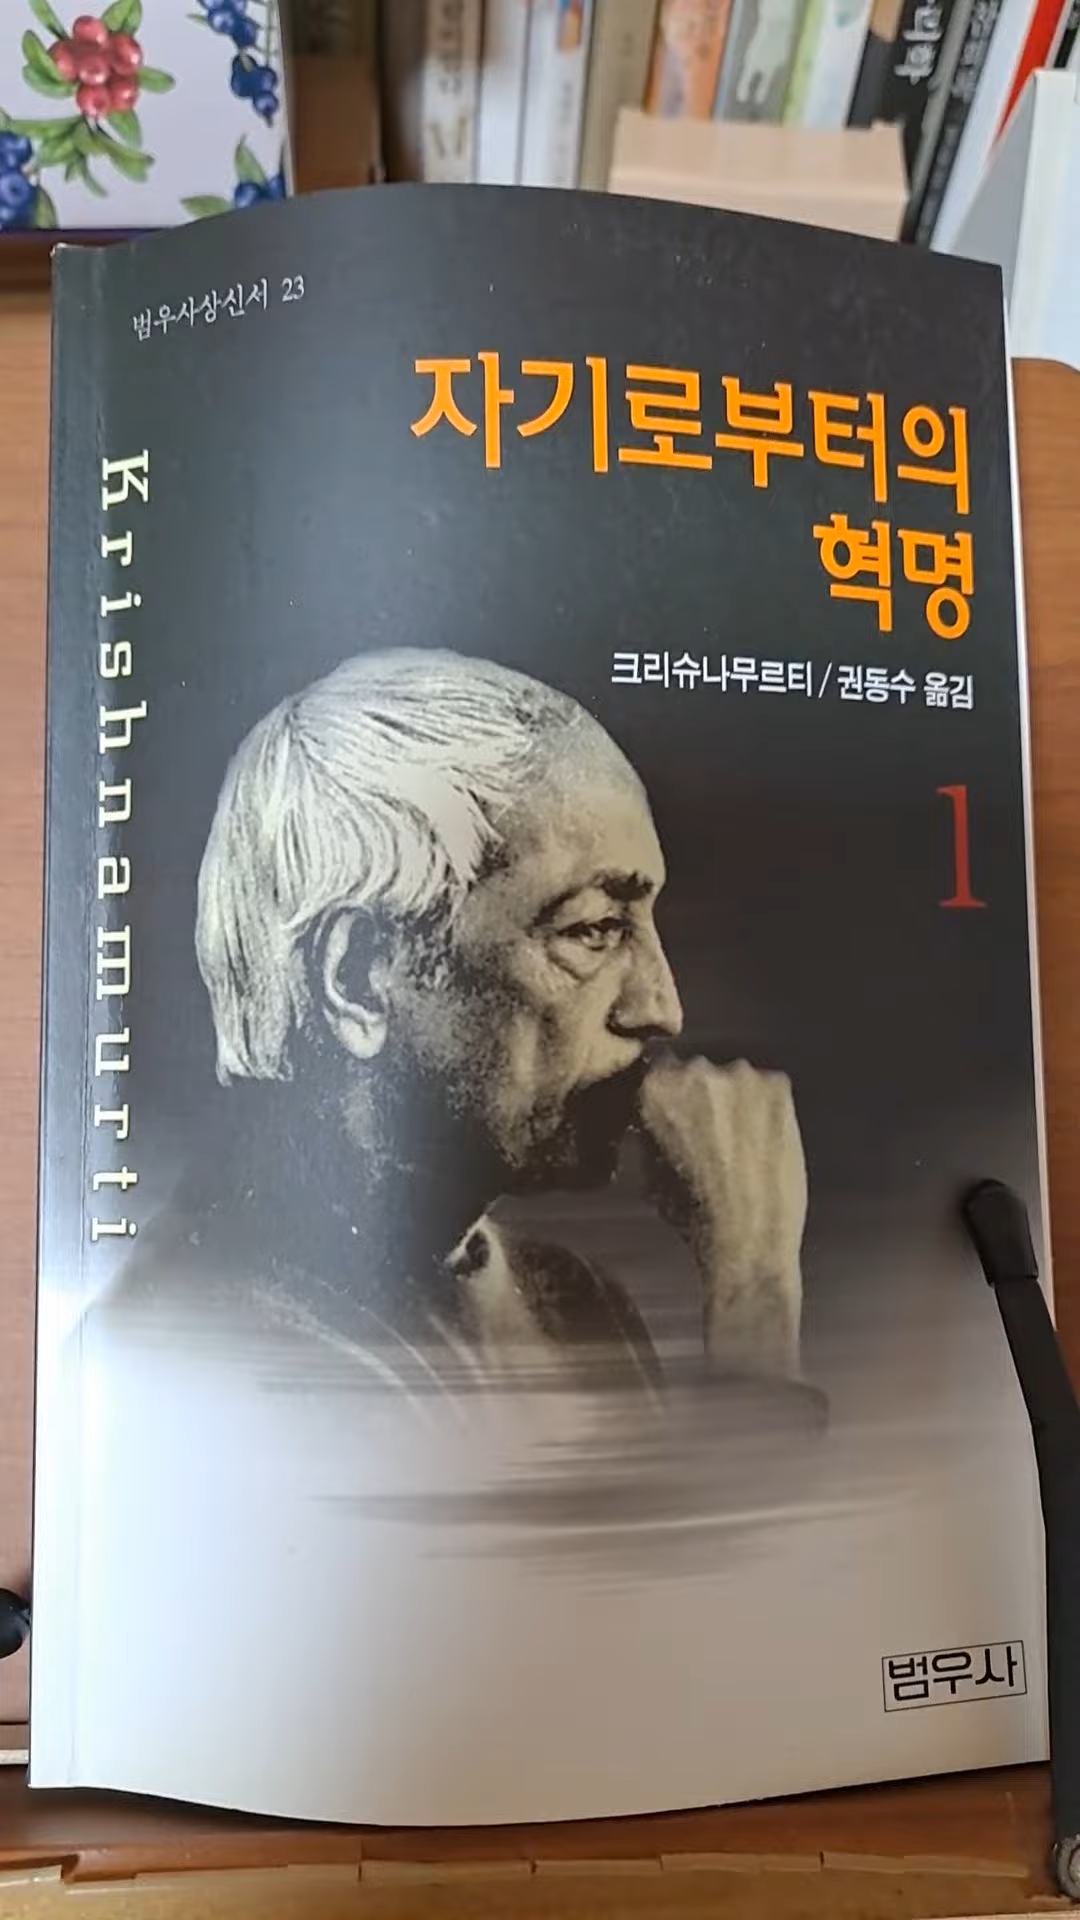 범우사상신서 23
자기로부터의
혁명
크리슈나무르티 / 권동수 옮김
1
Krishnamurti
범우사